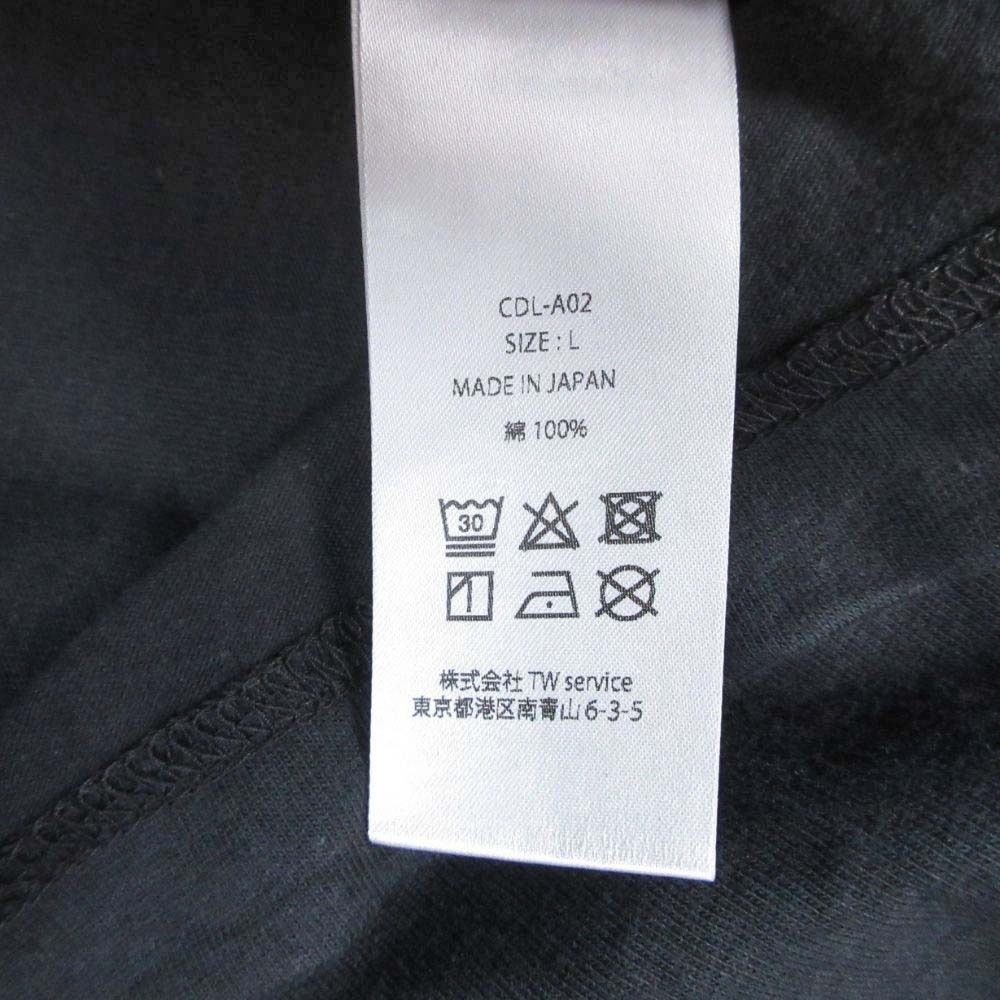 CDL-A02
SIZE : L
MADE IN JAPAN
綿 100%
30
株式会社 TW service
東京都港区南青山 6-3-5